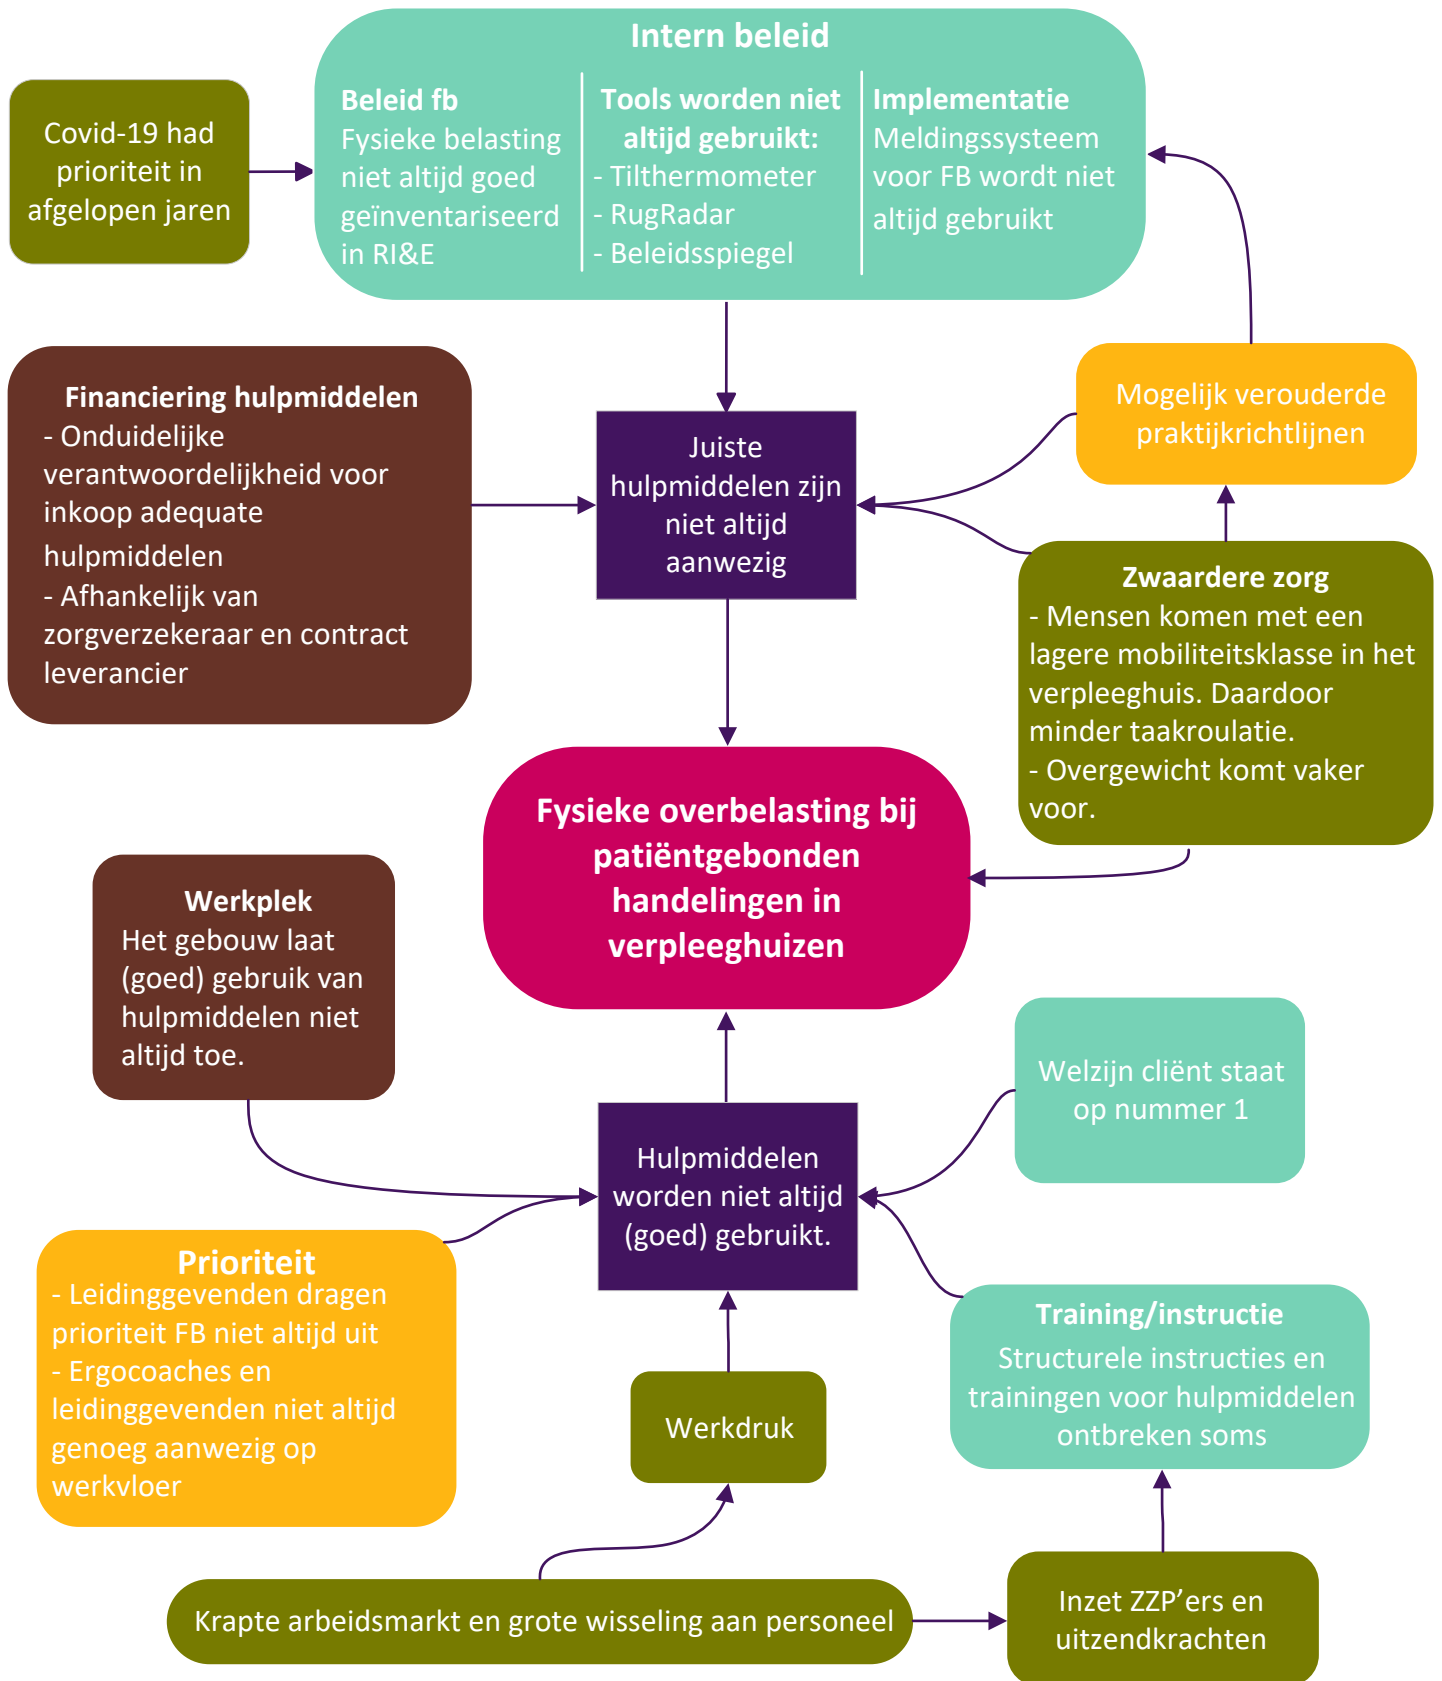 Intern beleid
Covid-19 had
prioriteit in
afgelopen jaren
Beleid fb
Fysieke belasting
niet altijd goed
geïnventariseerd
in RI&E
Tools worden niet
altijd gebruikt:
- Tilthermometer
- RugRadar
- Beleidsspiegel
Implementatie
Meldingssysteem
voor FB wordt niet
altijd gebruikt
Financiering hulpmiddelen
- Onduidelijke
verantwoordelijkheid voor
inkoop adequate
hulpmiddelen
- Afhankelijk van
zorgverzekeraar en contract
leverancier
Juiste
hulpmiddelen zijn
niet altijd
aanwezig
Mogelijk verouderde
praktijkrichtlijnen
Zwaardere zorg
- Mensen komen met een
lagere mobiliteitsklasse in het
verpleeghuis. Daardoor
minder taakroulatie.
- Overgewicht komt vaker
voor.
Fysieke overbelasting bij
patiëntgebonden
handelingen in
verpleeghuizen
Werkplek
Het gebouw laat
(goed) gebruik van
hulpmiddelen niet
altijd toe.
Welzijn cliënt staat
op nummer 1
Hulpmiddelen
worden niet altijd
(goed) gebruikt.
Prioriteit
- Leidinggevenden dragen
prioriteit FB niet altijd uit
- Ergocoaches en
leidinggevenden niet altijd
genoeg aanwezig op
werkvloer
Training/instructie
Structurele instructies en
trainingen voor hulpmiddelen
ontbreken soms
Werkdruk
Krapte arbeidsmarkt en grote wisseling aan personeel
Inzet ZZP’ers en
uitzendkrachten